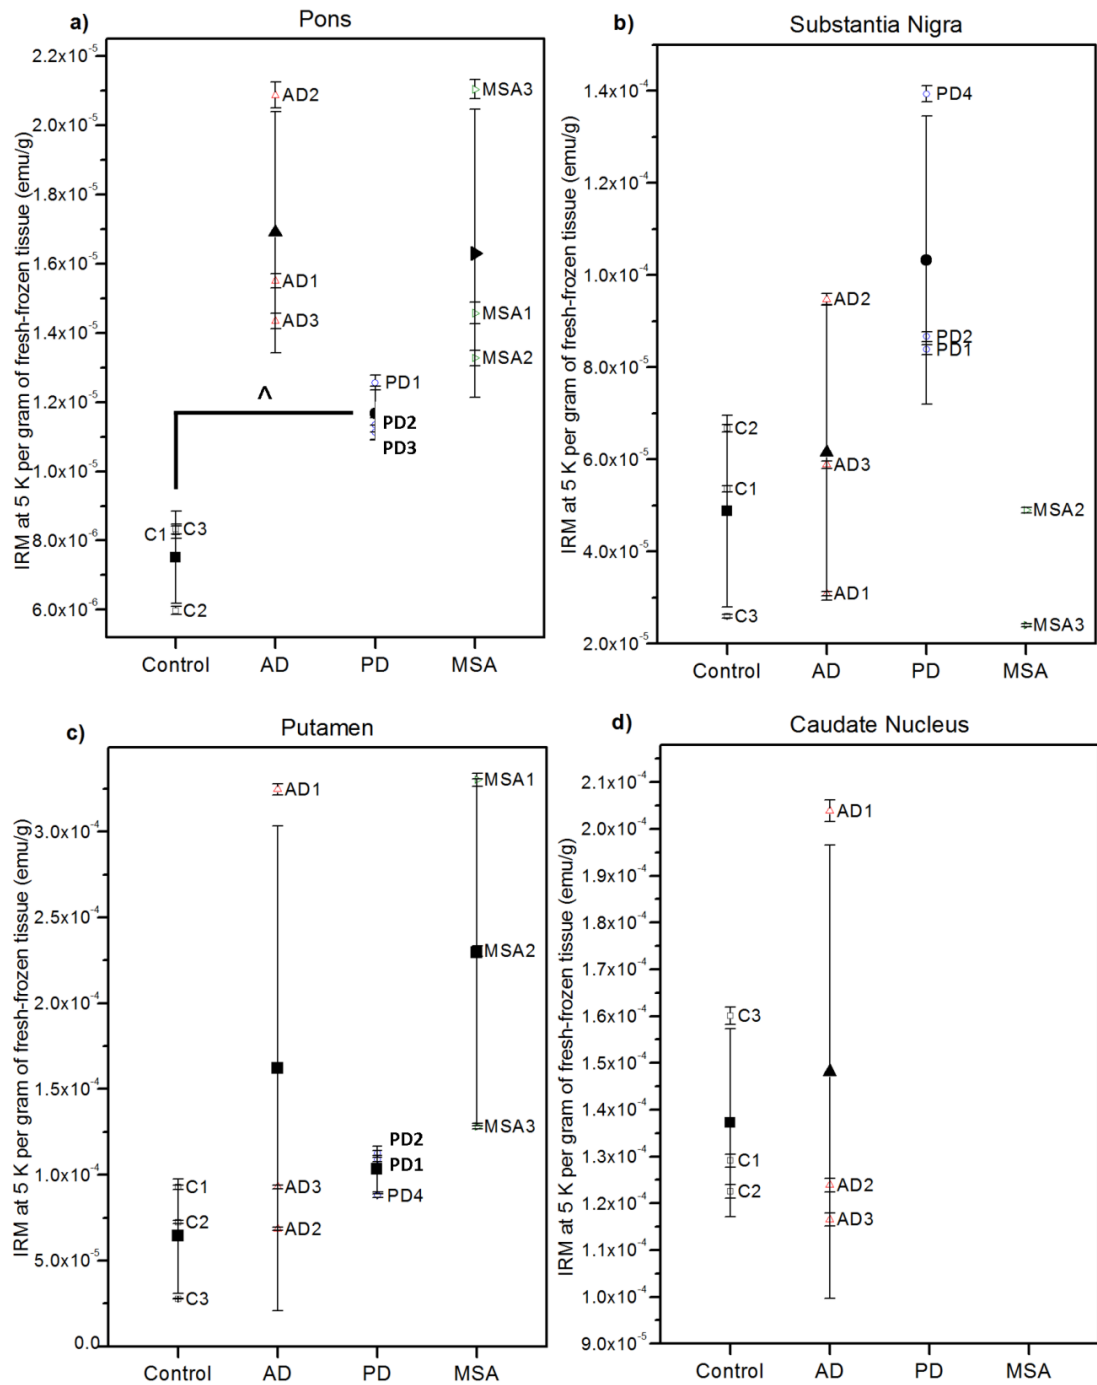 a) Pons
IRM at 5 K per gram of fresh-frozen tissue (emu/g)
2.2x10⁻⁵
2.0x10⁻⁵
1.8x10⁻⁵
1.6x10⁻⁵
1.4x10⁻⁵
1.2x10⁻⁵
1.0x10⁻⁵
8.0x10⁻⁶
6.0x10⁻⁶
AD2
MSA3
AD1
AD3
MSA1
MSA2
^
PD1
PD2
PD3
C1 C3
C2
Control AD PD MSA
b) Substantia Nigra
IRM at 5 K per gram of fresh-frozen tissue (emu/g)
1.4x10⁻⁴
1.2x10⁻⁴
1.0x10⁻⁴
8.0x10⁻⁵
6.0x10⁻⁵
4.0x10⁻⁵
2.0x10⁻⁵
PD4
AD2
PD2
PD1
C2
AD3
C1
MSA2
AD1
C3
MSA3
Control AD PD MSA
c) Putamen
IRM at 5 K per gram of fresh-frozen tissue (emu/g)
3.0x10⁻⁴
2.5x10⁻⁴
2.0x10⁻⁴
1.5x10⁻⁴
1.0x10⁻⁴
5.0x10⁻⁵
0.0
MSA1
AD1
MSA2
MSA3
PD2
PD1
PD4
C1
AD3
C2
AD2
C3
Control AD PD MSA
d) Caudate Nucleus
IRM at 5 K per gram of fresh-frozen tissue (emu/g)
2.1x10⁻⁴
2.0x10⁻⁴
1.9x10⁻⁴
1.8x10⁻⁴
1.7x10⁻⁴
1.6x10⁻⁴
1.5x10⁻⁴
1.4x10⁻⁴
1.3x10⁻⁴
1.2x10⁻⁴
1.1x10⁻⁴
1.0x10⁻⁴
9.0x10⁻⁵
AD1
C3
C1
AD2
C2
AD3
Control AD PD MSA